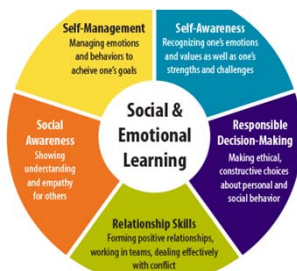 Self-Management
Managing emotions
and behaviors to
acheive one's goals
Self-Awareness
Recognizing one's emotions
and values as well as one's
strengths and challenges
Social &
Emotional
Learning
Social
Awareness
Showing
understanding
and empathy
for others
Responsible
Decision-Making
Making ethical,
constructive choices
about personal and
social behavior
Relationship Skills
Forming positive relationships,
working in teams, dealing effectively
with conflict